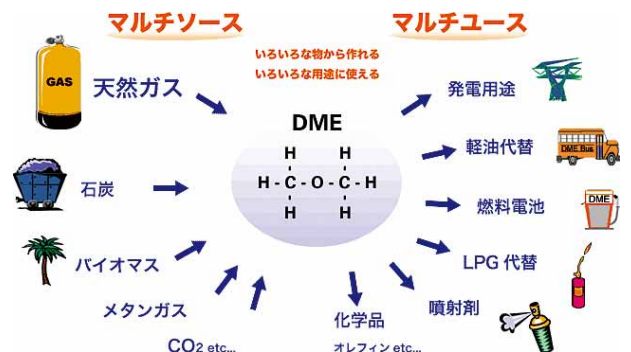 マルチソース
マルチユース
いろいろな物から作れる
いろいろな用途に使える
GAS
天然ガス
石炭
バイオマス
メタンガス
CO2 etc...
DME
H H
H - C - O - C - H
H H
発電用途
軽油代替
DME Bus
燃料電池
DME
LPG 代替
噴射剤
化学品
オレフィン etc...